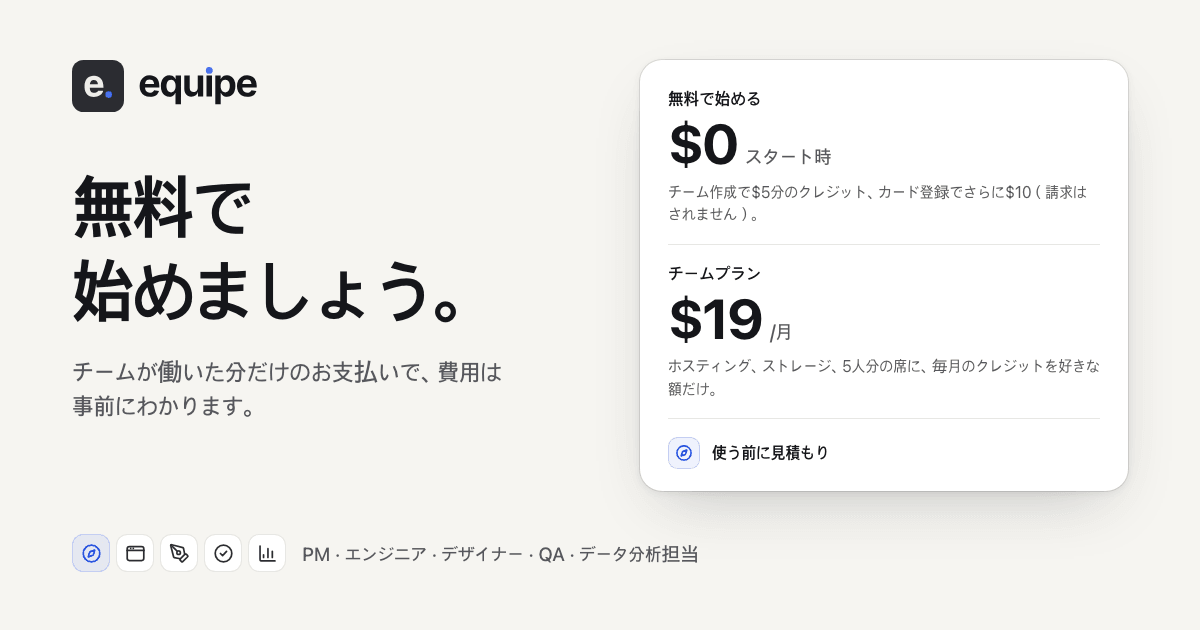 e. equipe
無料で
始めましょう。
チームが働いた分だけのお支払いで、費用は
事前にわかります。
無料で始める
$0 スタート時
チーム作成で$5分のクレジット、カード登録でさらに$10（請求は
されません）。
チームプラン
$19 /月
ホスティング、ストレージ、5人分の席に、毎月のクレジットを好きな
額だけ。
使う前に見積もり
PM · エンジニア · デザイナー · QA · データ分析担当